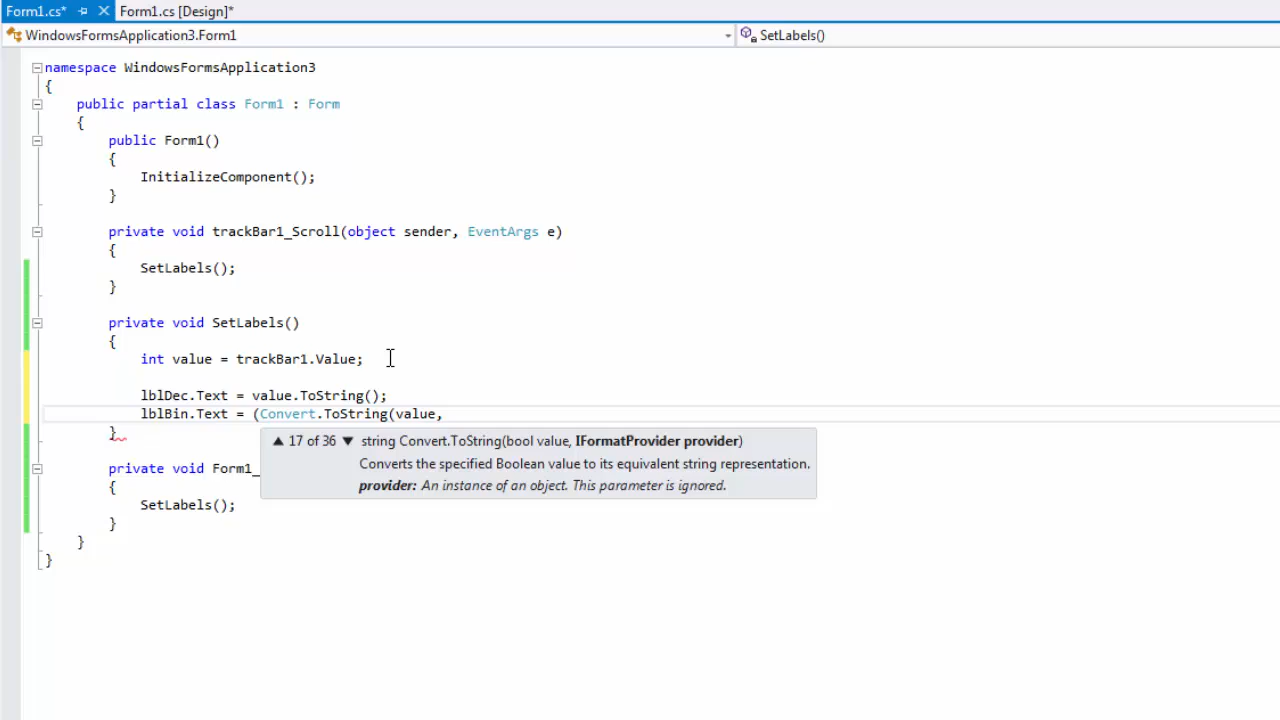 Form1.cs* Form1.cs [Design]*
WindowsFormsApplication3.Form1 SetLabels()
namespace WindowsFormsApplication3
{
public partial class Form1 : Form
{
public Form1()
{
InitializeComponent();
}
private void trackBar1_Scroll(object sender, EventArgs e)
{
SetLabels();
}
private void SetLabels()
{
int value = trackBar1.Value;
lblDec.Text = value.ToString();
lblBin.Text = (Convert.ToString(value,
}
▲ 17 of 36 ▼ string Convert.ToString(bool value, IFormatProvider provider)
Converts the specified Boolean value to its equivalent string representation.
provider: An instance of an object. This parameter is ignored.
private void Form1_
{
SetLabels();
}
}
}